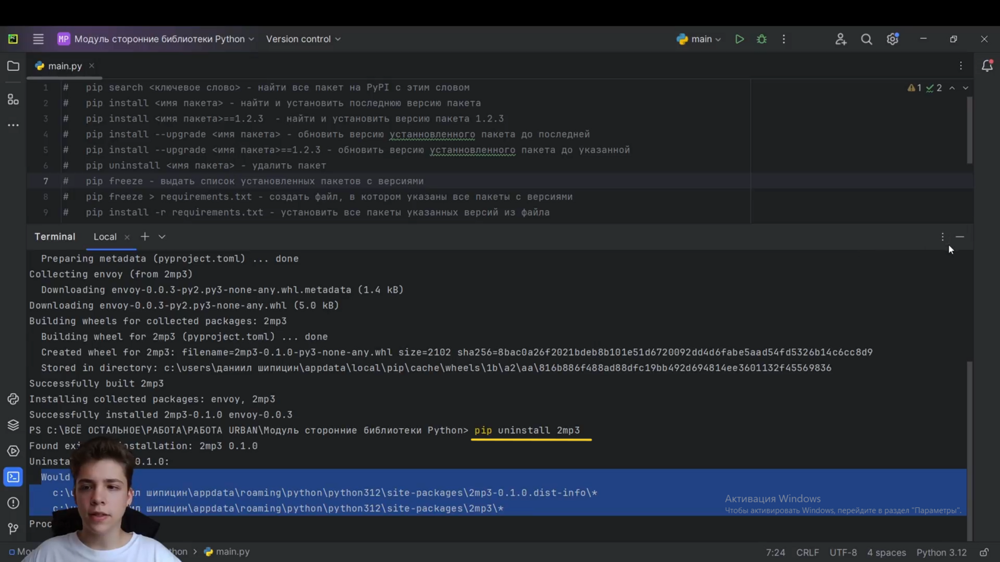 PC MP Модуль сторонние библиотеки Python Version control main
main.py
1 # pip search <ключевое слово> - найти все пакет на PyPI с этим словом
1 2
2 # pip install <имя пакета> - найти и установить последнюю версию пакета
3 # pip install <имя пакета>==1.2.3 - найти и установить версию пакета 1.2.3
4 # pip install --upgrade <имя пакета> - обновить версию устанновленного пакета до последней
5 # pip install --upgrade <имя пакета>==1.2.3 - обновить версию устанновленного пакета до указанной
6 # pip uninstall <имя пакета> - удалить пакет
7 # pip freeze - выдать список установленных пакетов с версиями
8 # pip freeze > requirements.txt - создать файл, в котором указаны все пакеты с версиями
9 # pip install -r requirements.txt - установить все пакеты указанных версий из файла
Terminal Local
Preparing metadata (pyproject.toml) ... done
Collecting envoy (from 2mp3)
Downloading envoy-0.0.3-py2.py3-none-any.whl.metadata (1.4 kB)
Downloading envoy-0.0.3-py2.py3-none-any.whl (5.0 kB)
Building wheels for collected packages: 2mp3
Building wheel for 2mp3 (pyproject.toml) ... done
Created wheel for 2mp3: filename=2mp3-0.1.0-py3-none-any.whl size=2102 sha256=8bac0a26f2021bdeb8b101e51d6720092dd4d6fabe5aad54fd5326b14c6cc8d9
Stored in directory: c:\users\даниил шипицин\appdata\local\pip\cache\wheels\1b\a2\aa\816b886f488ad88dfc19bb492d694814ee3601132f45569836
Successfully built 2mp3
Installing collected packages: envoy, 2mp3
Successfully installed 2mp3-0.1.0 envoy-0.0.3
PS C:\ВСЁ ОСТАЛЬНОЕ\РАБОТА\РАБОТА URBAN\Модуль сторонние библиотеки Python> pip uninstall 2mp3
Found exi installation: 2mp3 0.1.0
Uninstal 0.1.0:
Would
c:\u ил шипицин\appdata\roaming\python\python312\site-packages\2mp3-0.1.0.dist-info\*
c:\u ил шипицин\appdata\roaming\python\python312\site-packages\2mp3\*
Proc
Активация Windows
Чтобы активировать Windows, перейдите в раздел "Параметры".
Мо thon > main.py 7:24 CRLF UTF-8 4 spaces Python 3.12